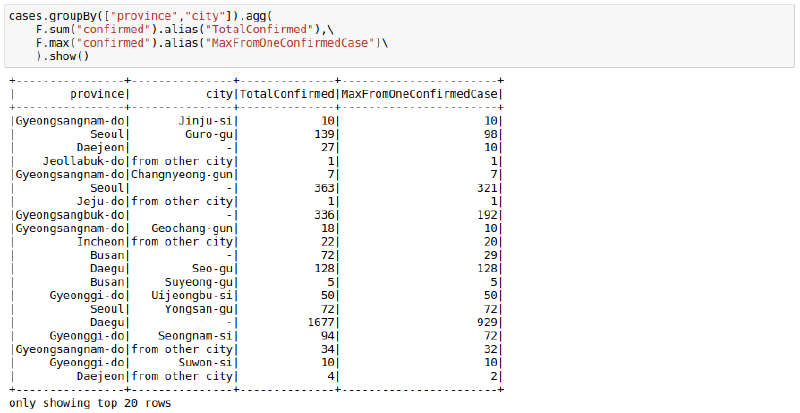 cases.groupBy(["province","city"]).agg(
    F.sum("confirmed").alias("TotalConfirmed"),\
    F.max("confirmed").alias("MaxFromOneConfirmedCase")\
    ).show()
+----------------+---------------+--------------+-----------------------+
|        province|           city|TotalConfirmed|MaxFromOneConfirmedCase|
+----------------+---------------+--------------+-----------------------+
|Gyeongsangnam-do|       Jinju-si|            10|                     10|
|           Seoul|        Guro-gu|           139|                     98|
|         Daejeon|              -|            27|                     10|
|    Jeollabuk-do|from other city|             1|                      1|
|Gyeongsangnam-do|Changnyeong-gun|             7|                      7|
|           Seoul|              -|           363|                    321|
|         Jeju-do|from other city|             1|                      1|
|Gyeongsangbuk-do|              -|           336|                    192|
|Gyeongsangnam-do|   Geochang-gun|            18|                     10|
|         Incheon|from other city|            22|                     20|
|           Busan|              -|            72|                     29|
|           Daegu|         Seo-gu|           128|                    128|
|           Busan|     Suyeong-gu|             5|                      5|
|     Gyeonggi-do|   Uijeongbu-si|            50|                     50|
|           Seoul|     Yongsan-gu|            72|                     72|
|           Daegu|              -|          1677|                    929|
|     Gyeonggi-do|    Seongnam-si|            94|                     72|
|Gyeongsangnam-do|from other city|            34|                     32|
|     Gyeonggi-do|       Suwon-si|            10|                     10|
|         Daejeon|from other city|             4|                      2|
+----------------+---------------+--------------+-----------------------+
only showing top 20 rows